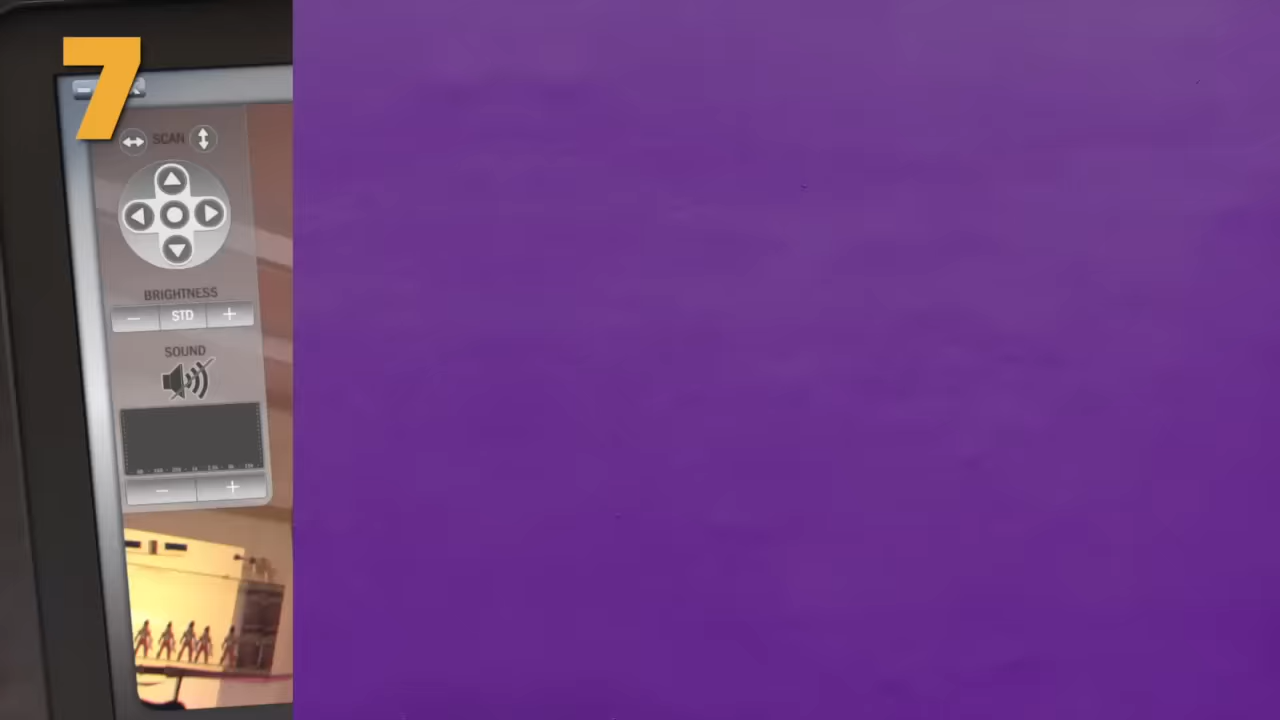 7
SCAN
BRIGHTNESS
— STD +
SOUND
— +